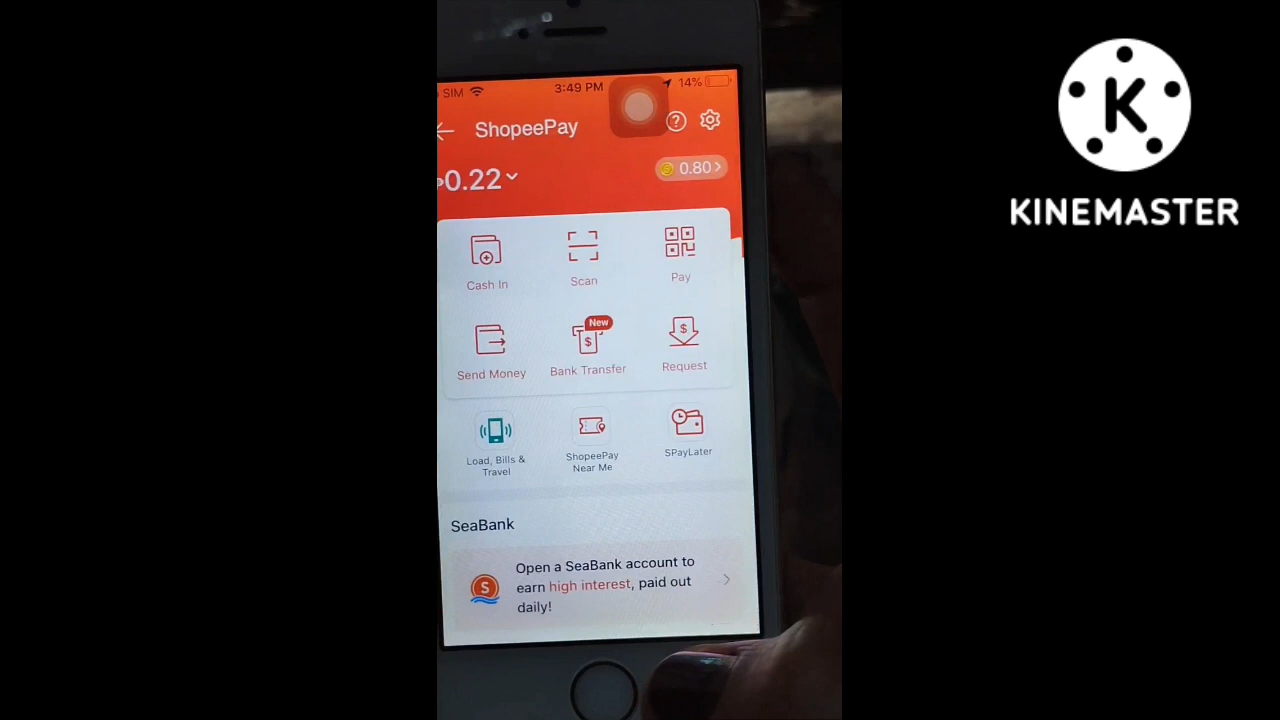 SIM 3:49 PM 14%
ShopeePay
0.22 0.80
Cash In Scan Pay
New
Send Money Bank Transfer Request
Load, Bills & Travel
ShopeePay Near Me
SPayLater
SeaBank
Open a SeaBank account to
earn high interest, paid out
daily!
K
KINEMASTER